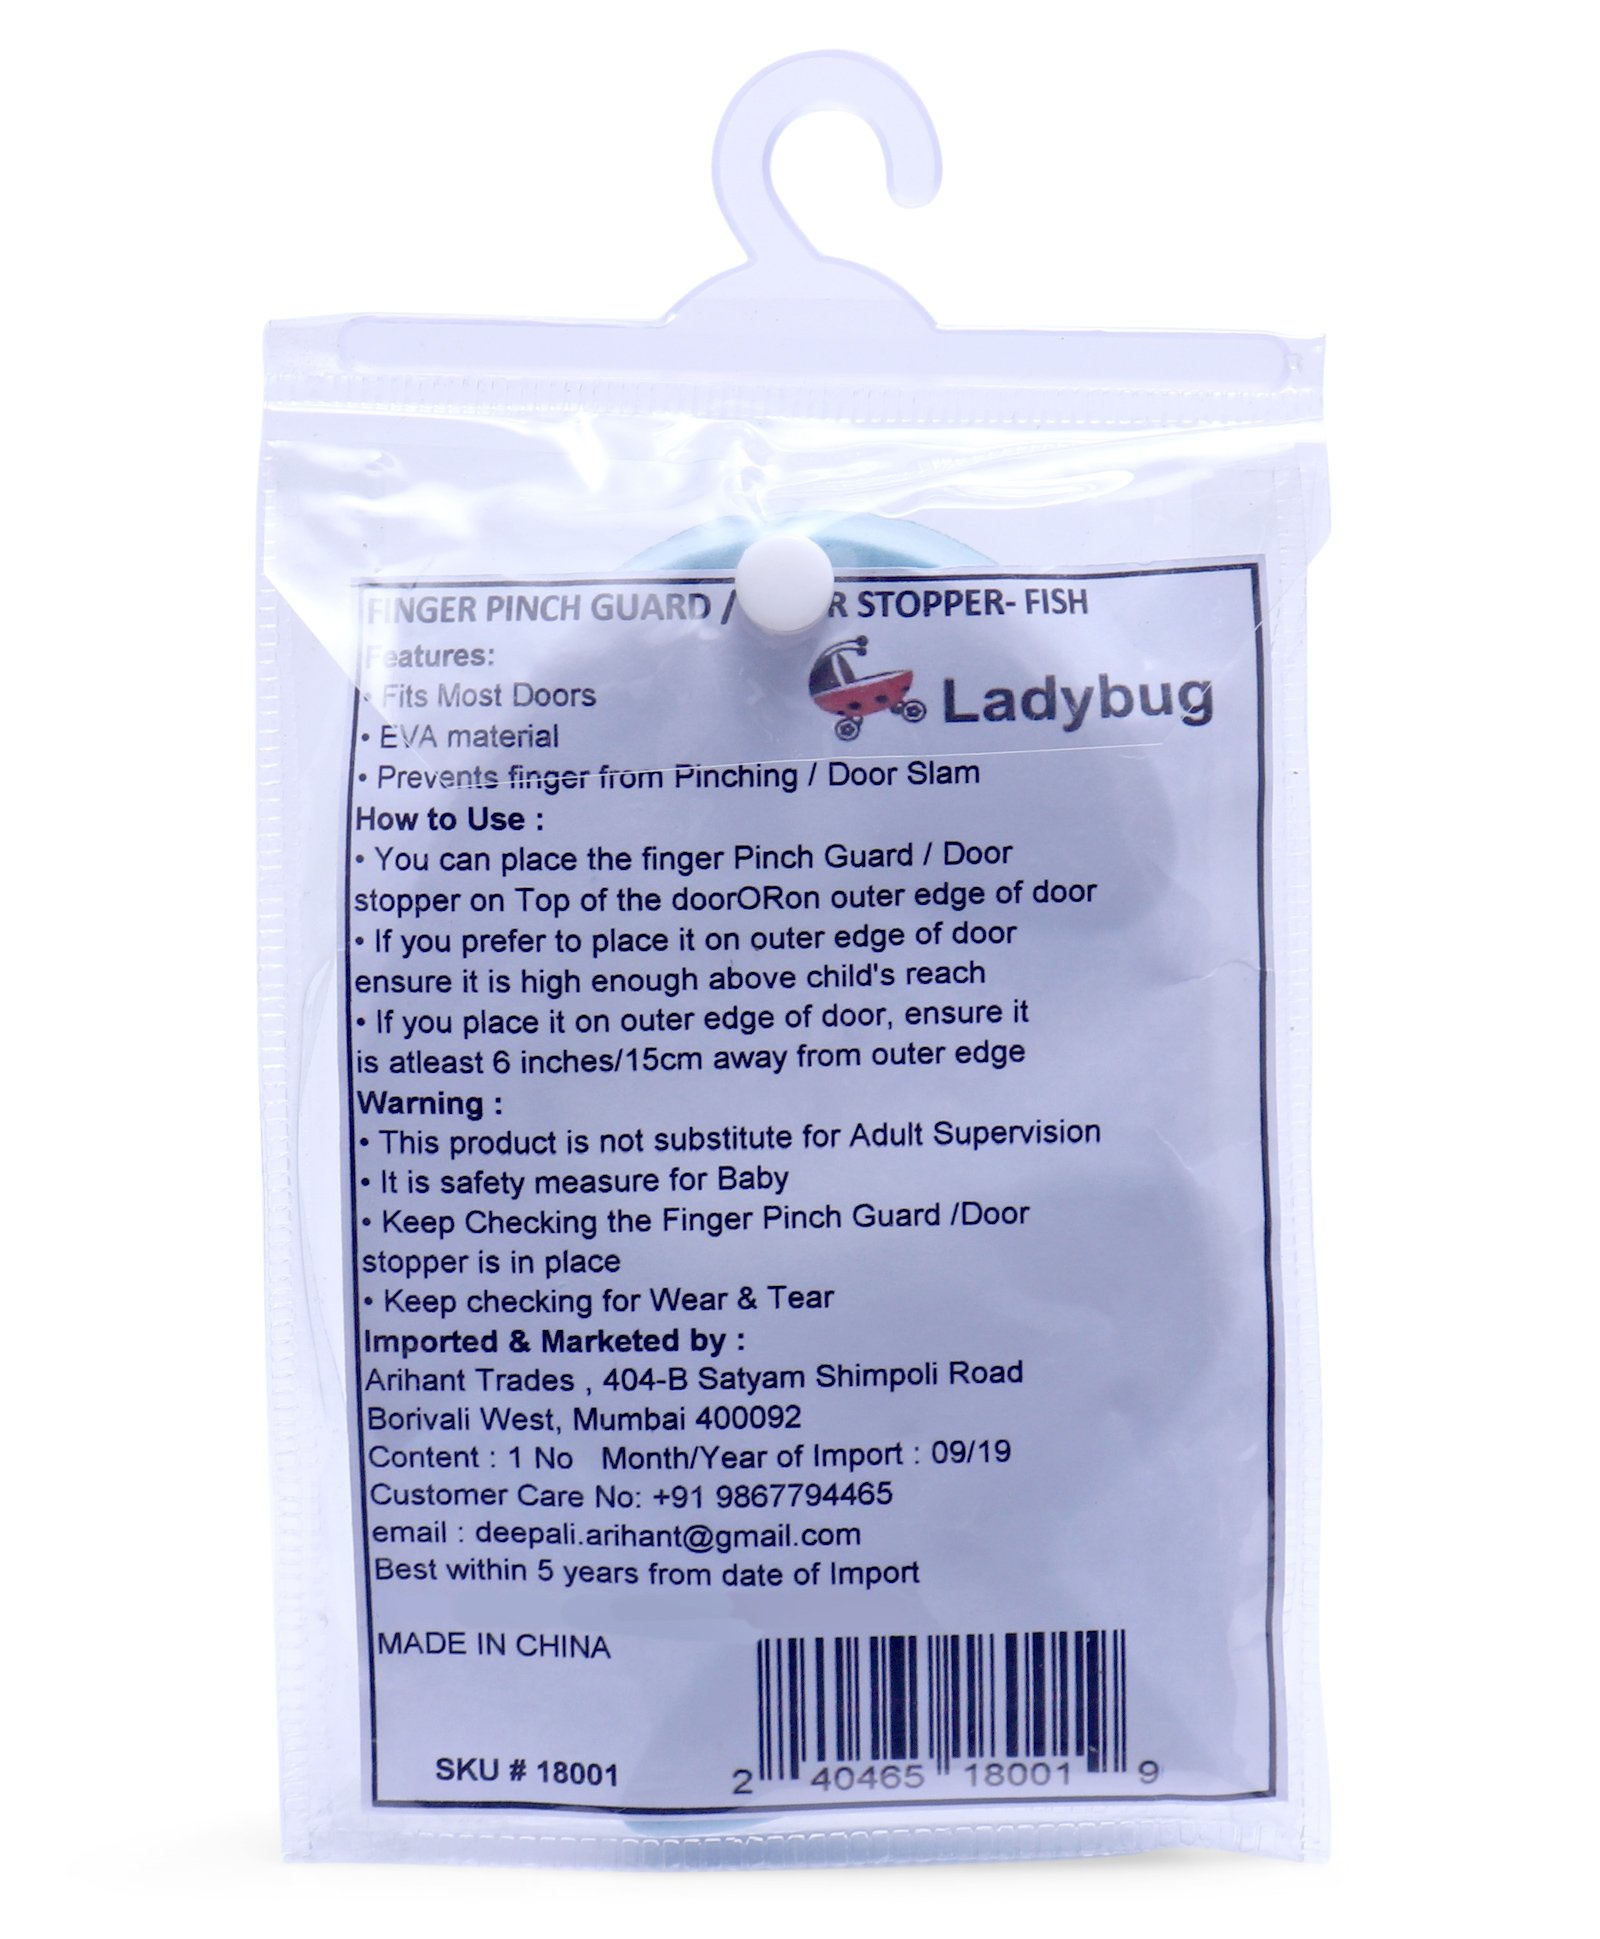 FINGER PINCH GUARD / R STOPPER- FISH
Features:
Ladybug
• Fits Most Doors
• EVA material
• Prevents finger from Pinching / Door Slam
How to Use :
• You can place the finger Pinch Guard / Door
stopper on Top of the doorORon outer edge of door
• If you prefer to place it on outer edge of door
ensure it is high enough above child's reach
• If you place it on outer edge of door, ensure it
is atleast 6 inches/15cm away from outer edge
Warning :
• This product is not substitute for Adult Supervision
• It is safety measure for Baby
• Keep Checking the Finger Pinch Guard /Door
stopper is in place
• Keep checking for Wear & Tear
Imported & Marketed by :
Arihant Trades , 404-B Satyam Shimpoli Road
Borivali West, Mumbai 400092
Content : 1 No Month/Year of Import : 09/19
Customer Care No: +91 9867794465
email : deepali.arihant@gmail.com
Best within 5 years from date of Import
MADE IN CHINA
SKU # 18001
2 40465 18001 9